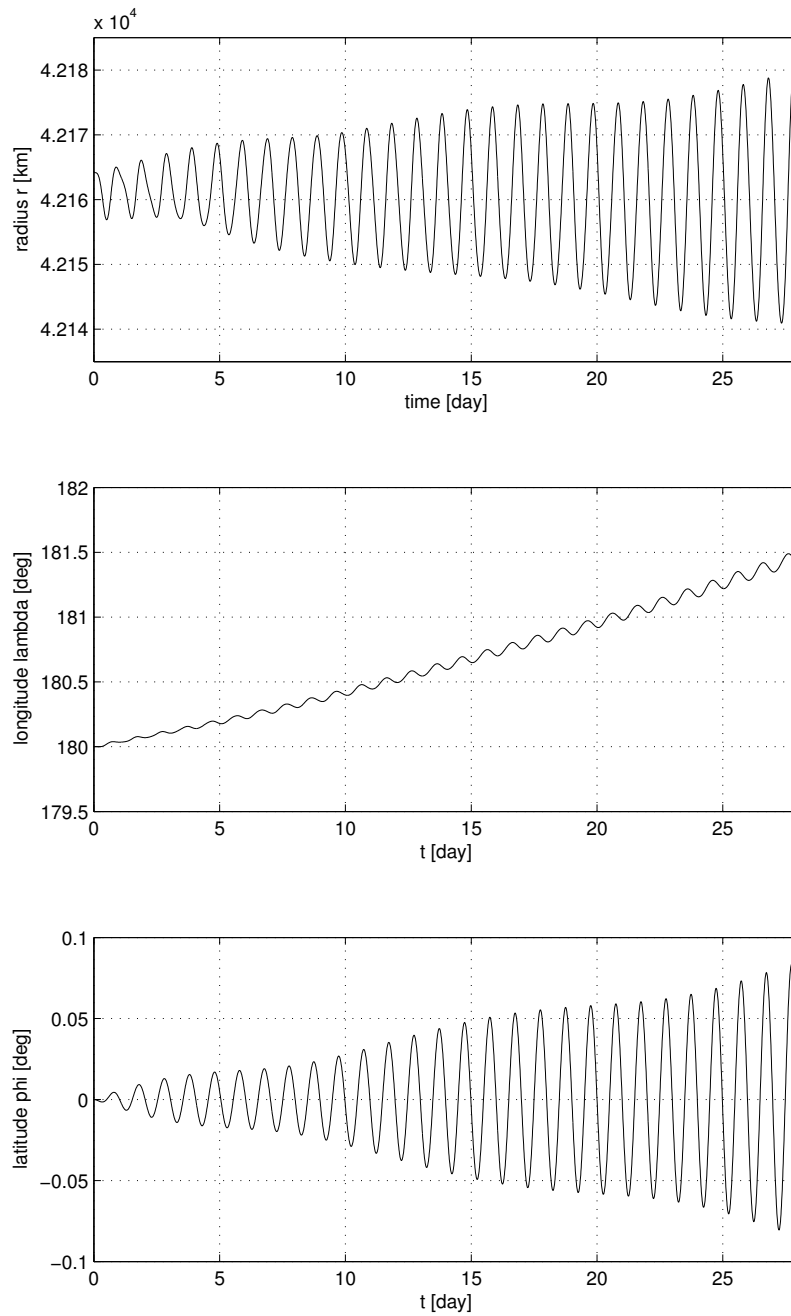 x 10^4
4.218
4.217
4.216
4.215
4.214
radius r [km]
0 5 10 15 20 25
time [day]
182
181.5
181
180.5
180
179.5
longitude lambda [deg]
0 5 10 15 20 25
t [day]
0.1
0.05
0
−0.05
−0.1
latitude phi [deg]
0 5 10 15 20 25
t [day]